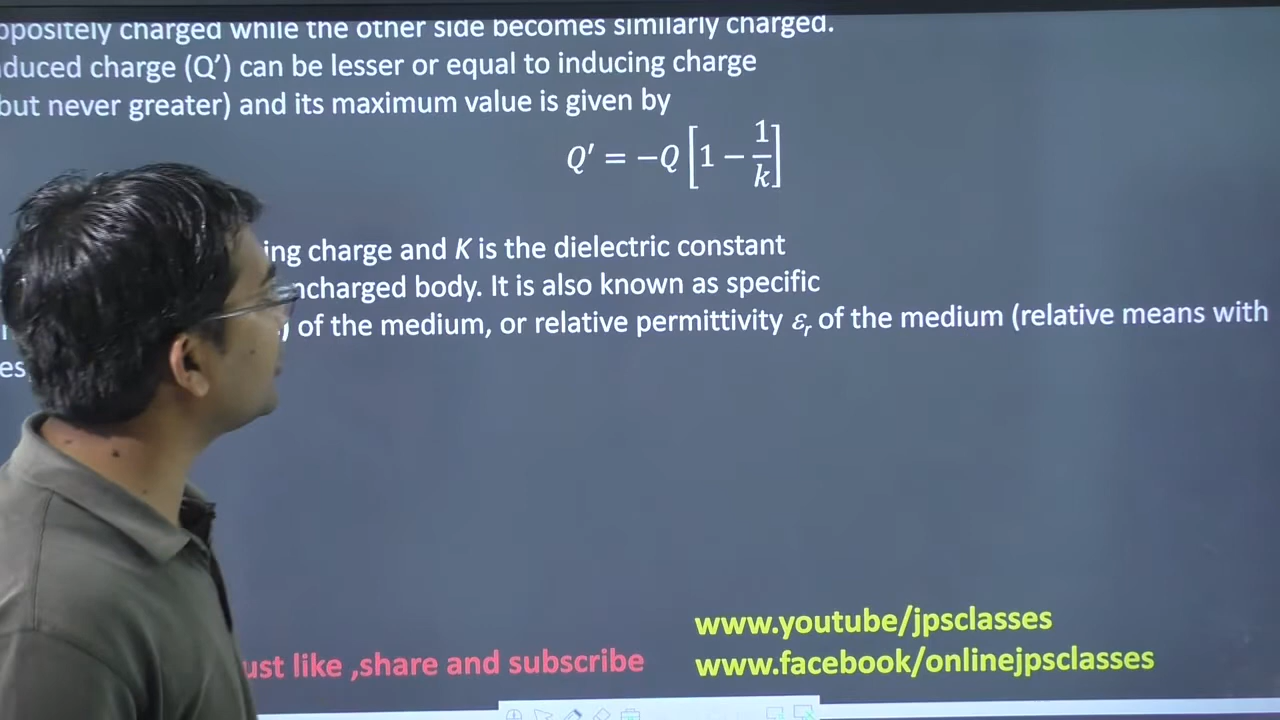 oppositely charged while the other side becomes similarly charged.
duced charge (Q′) can be lesser or equal to inducing charge
but never greater) and its maximum value is given by
Q′ = −Q [1 − 1/k]
ing charge and K is the dielectric constant
ncharged body. It is also known as specific
) of the medium, or relative permittivity εr of the medium (relative means with
es
ust like ,share and subscribe
www.youtube/jpsclasses
www.facebook/onlinejpsclasses